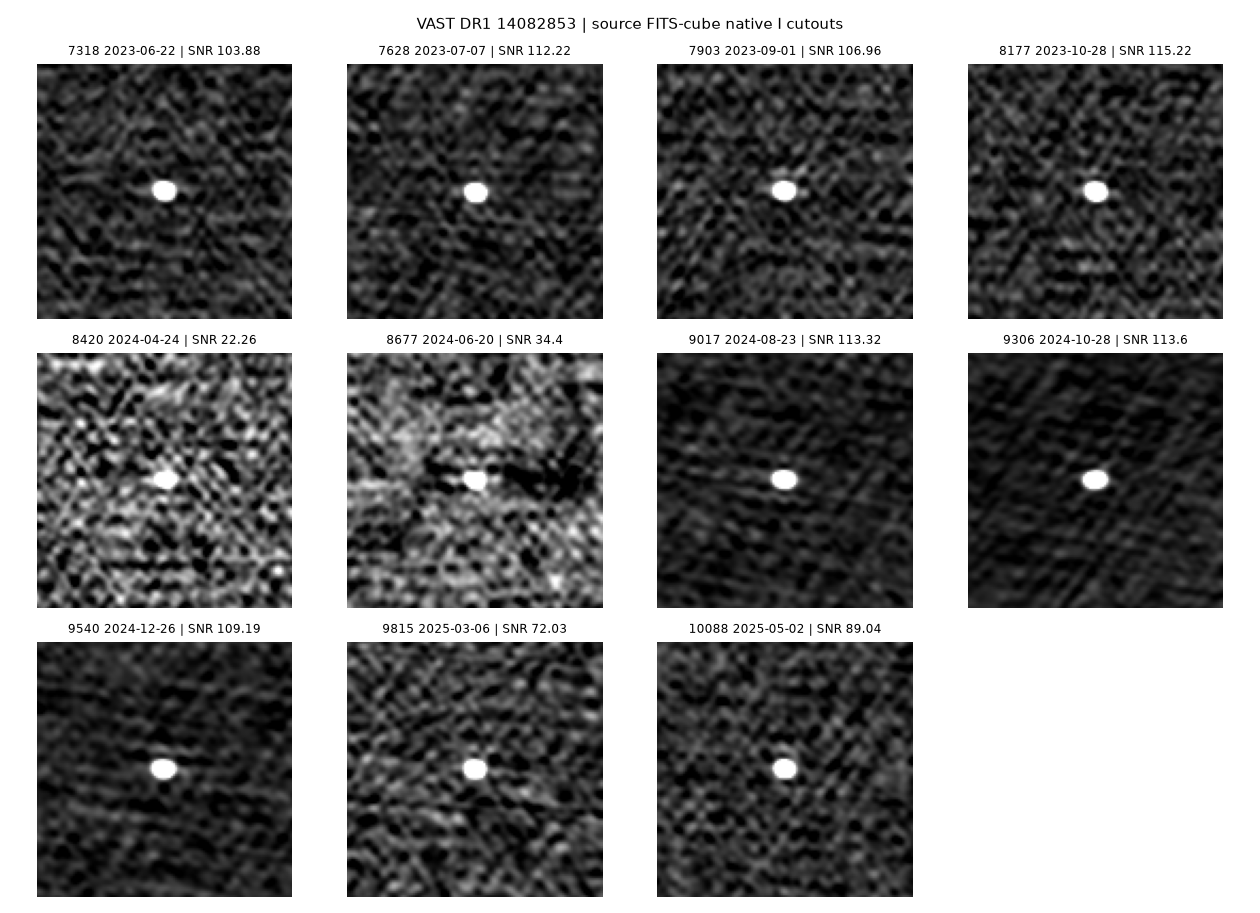 VAST DR1 14082853 | source FITS-cube native I cutouts
7318 2023-06-22 | SNR 103.88
7628 2023-07-07 | SNR 112.22
7903 2023-09-01 | SNR 106.96
8177 2023-10-28 | SNR 115.22
8420 2024-04-24 | SNR 22.26
8677 2024-06-20 | SNR 34.4
9017 2024-08-23 | SNR 113.32
9306 2024-10-28 | SNR 113.6
9540 2024-12-26 | SNR 109.19
9815 2025-03-06 | SNR 72.03
10088 2025-05-02 | SNR 89.04